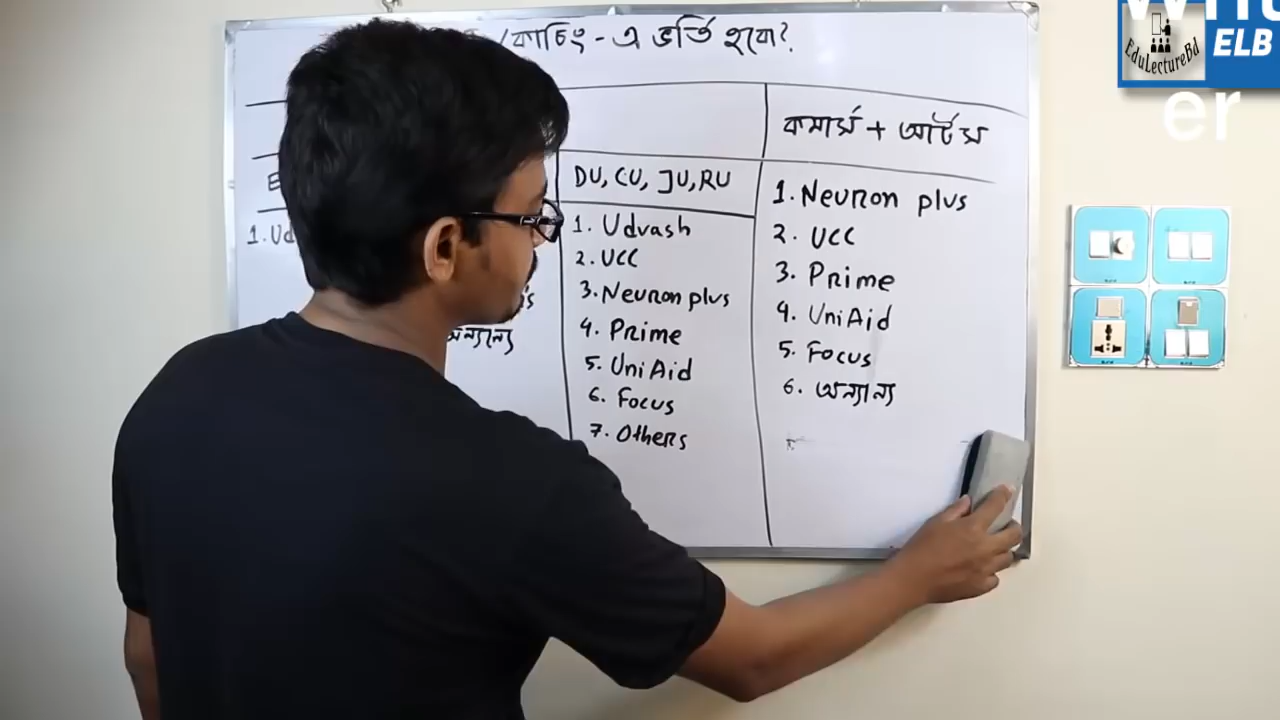 কোচিং - এ ভর্তি হবো?
কমার্স + আর্টস
DU, CU, JU, RU
1. Udvash
2. UCC
3. Neuron plus
4. Prime
5. UniAid
6. Focus
7. Others
1. Neuron plus
2. UCC
3. Prime
4. UniAid
5. Focus
6. অন্যান্য
1. Ud
অন্যান্য
EduLectureBd
ELB
er